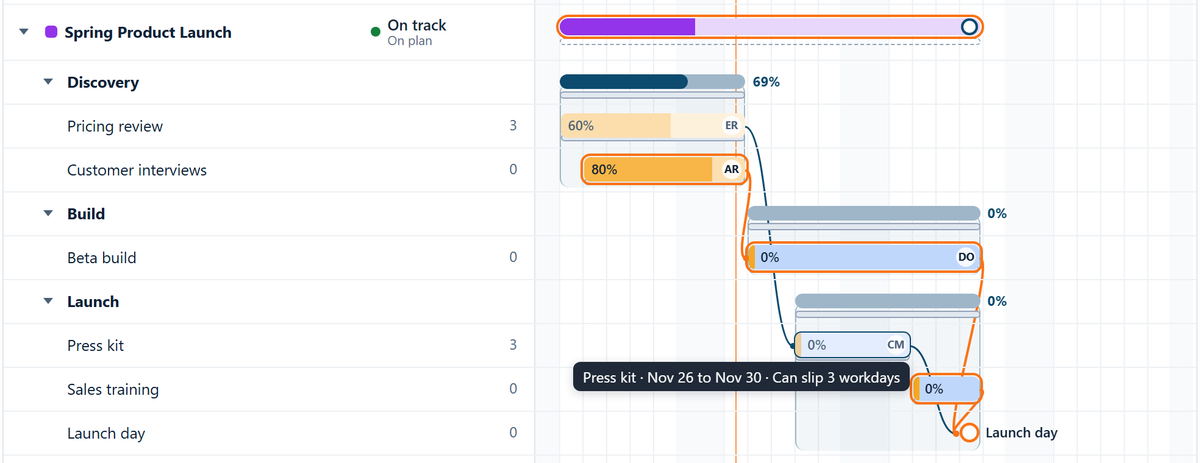 Spring Product Launch
On track
On plan
Discovery
69%
Pricing review
3
60%
ER
Customer interviews
0
80%
AR
Build
0%
Beta build
0
0%
DO
Launch
0%
Press kit
3
0%
CM
Press kit · Nov 26 to Nov 30 · Can slip 3 workdays
Sales training
0
0%
Launch day
0
Launch day